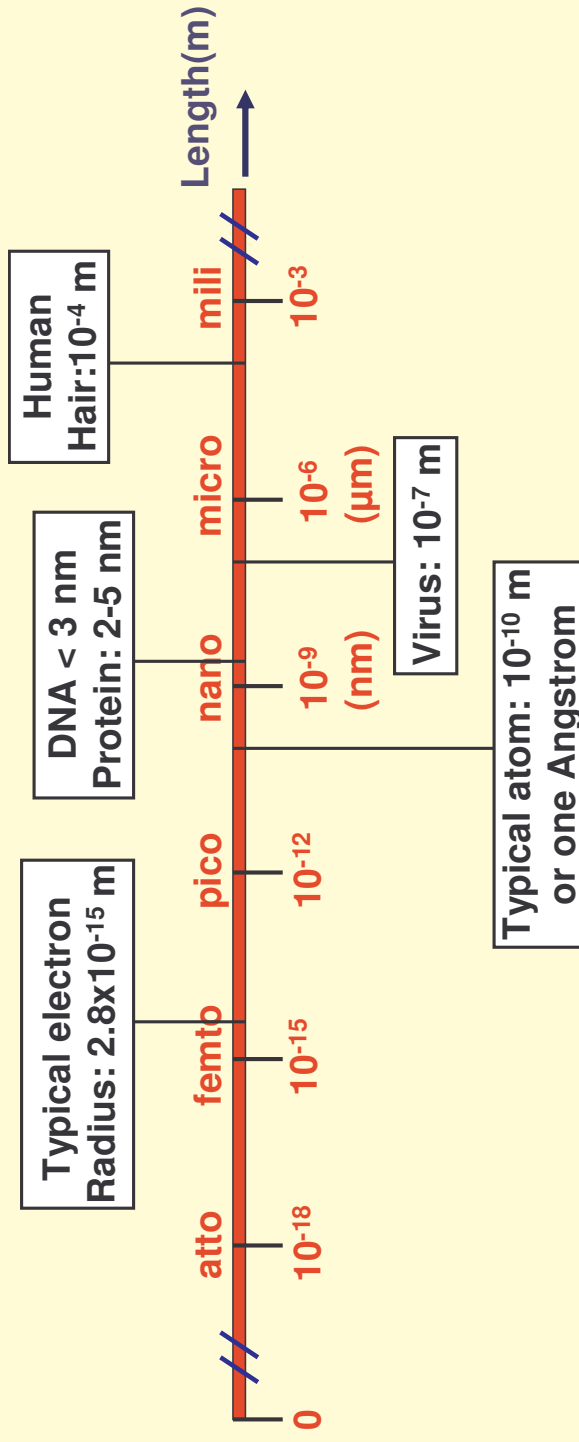 Typical electron
Radius: 2.8x10⁻¹⁵ m
DNA < 3 nm
Protein: 2-5 nm
Human
Hair:10⁻⁴ m
Length(m)
atto
femto
pico
nano
micro
mili
0
10⁻¹⁸
10⁻¹⁵
10⁻¹²
10⁻⁹
(nm)
10⁻⁶
(µm)
10⁻³
Virus: 10⁻⁷ m
Typical atom: 10⁻¹⁰ m
or one Angstrom